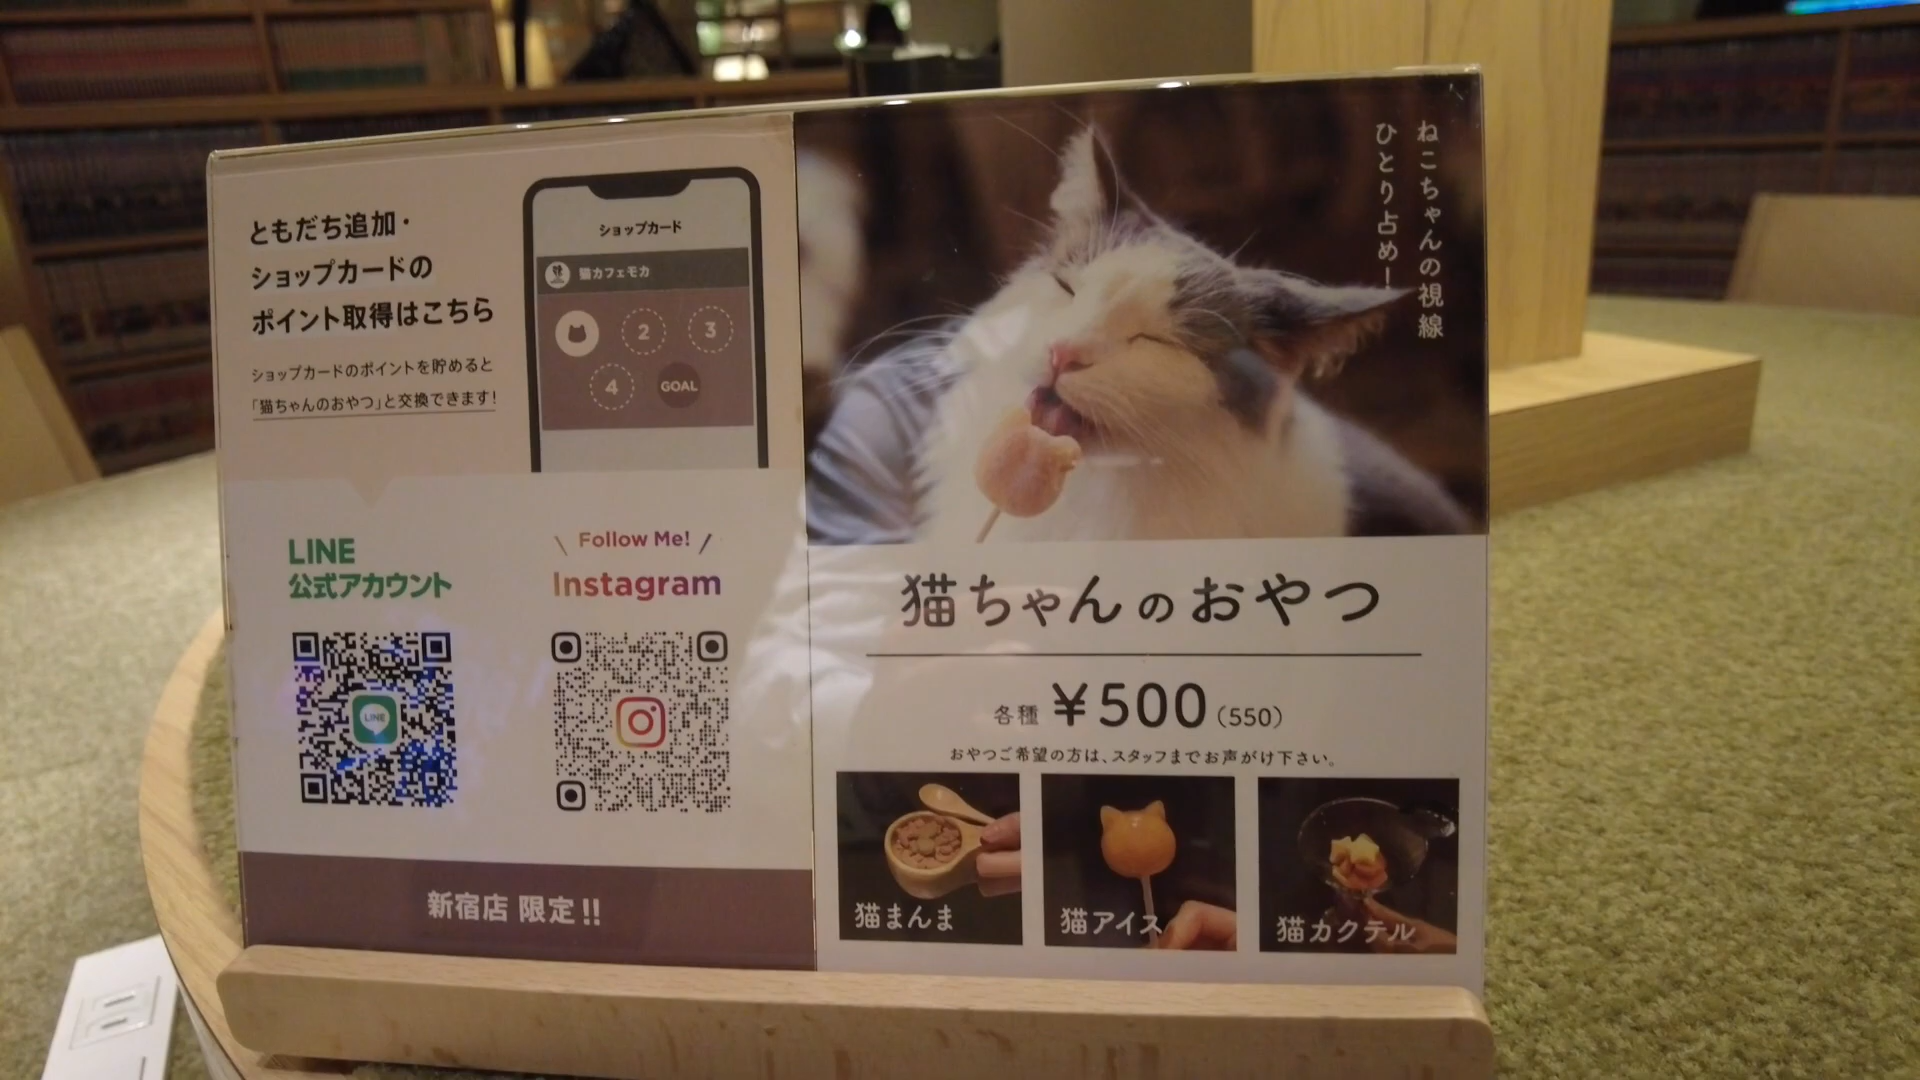 ともだち追加・
ショップカードの
ポイント取得はこちら
ショップカードのポイントを貯めると
「猫ちゃんのおやつ」と交換できます!
ショップカード
猫カフェモカ
2
3
4
GOAL
LINE
公式アカウント
LINE
\ Follow Me! /
Instagram
新宿店 限定!!
ねこちゃんの視線
ひとり占め!
猫ちゃんのおやつ
各種 ¥500(550)
おやつご希望の方は、スタッフまでお声がけ下さい。
猫まんま
猫アイス
猫カクテル